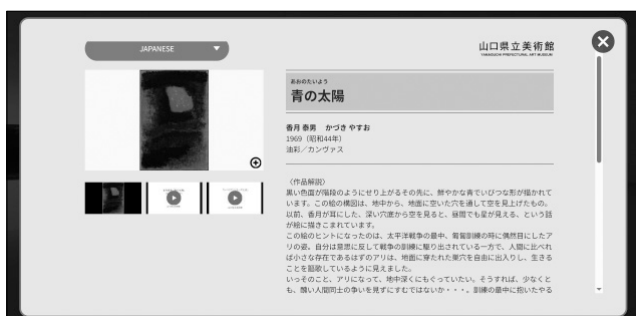 JAPANESE
山口県立美術館
YAMAGUCHI PREFECTURAL ART MUSEUM
あおのたいよう
青の太陽
香月 泰男 かづき やすお
1969（昭和44年）
油彩／カンヴァス
〈作品解説〉
黒い色面が階段のようにせり上がるその先に、鮮やかな青でいびつな形が描かれて
います。この絵の構図は、地中から、地面に空いた穴を通して空を見上げたもの。
以前、香月が耳にした、深い穴底から空を見ると、昼間でも星が見える、という話
が絵に描きこまれています。
この絵のヒントになったのは、太平洋戦争の最中、匍匐訓練の時に偶然目にしたア
リの姿。自分は意思に反して戦争の訓練に駆り出されている一方で、人間に比べれ
ば小さな存在であるはずのアリは、地面に穿たれた巣穴を自由に出入りし、生きる
ことを謳歌しているように見えました。
いっそのこと、アリになって、地中深くにもぐっていたい。そうすれば、少なくと
も、醜い人間同士の争いを見ずにすむではないか・・・。訓練の最中に抱いたやる